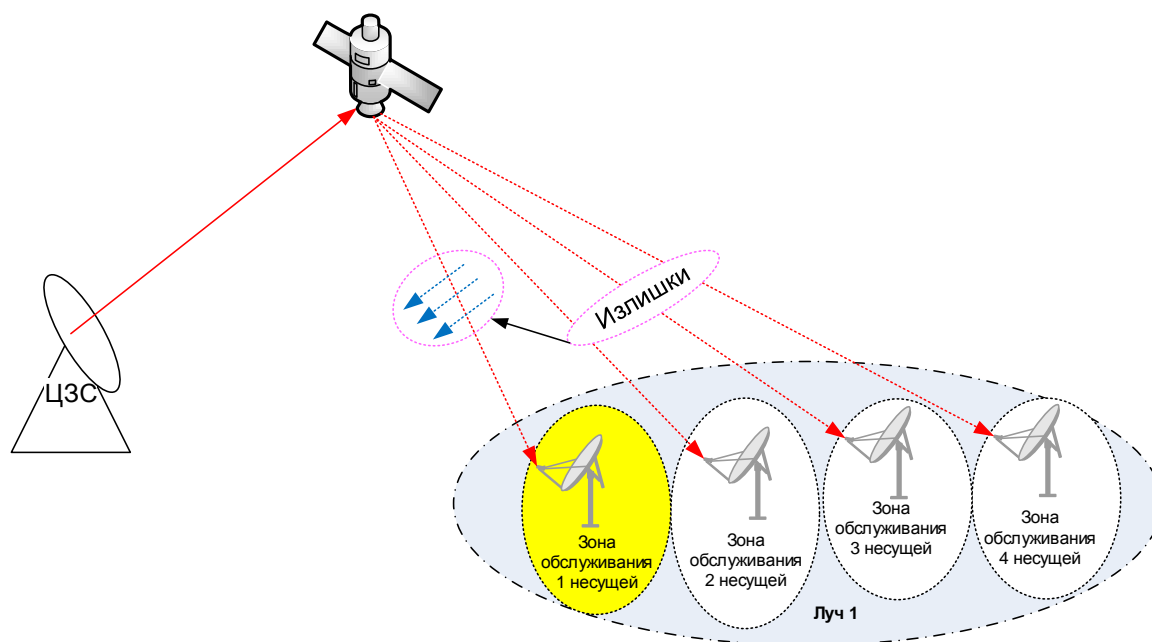 Излишки
ЦЗС
Зона
обслуживания
1 несущей
Зона
обслуживания
2 несущей
Зона
обслуживания
3 несущей
Зона
обслуживания
4 несущей
Луч 1